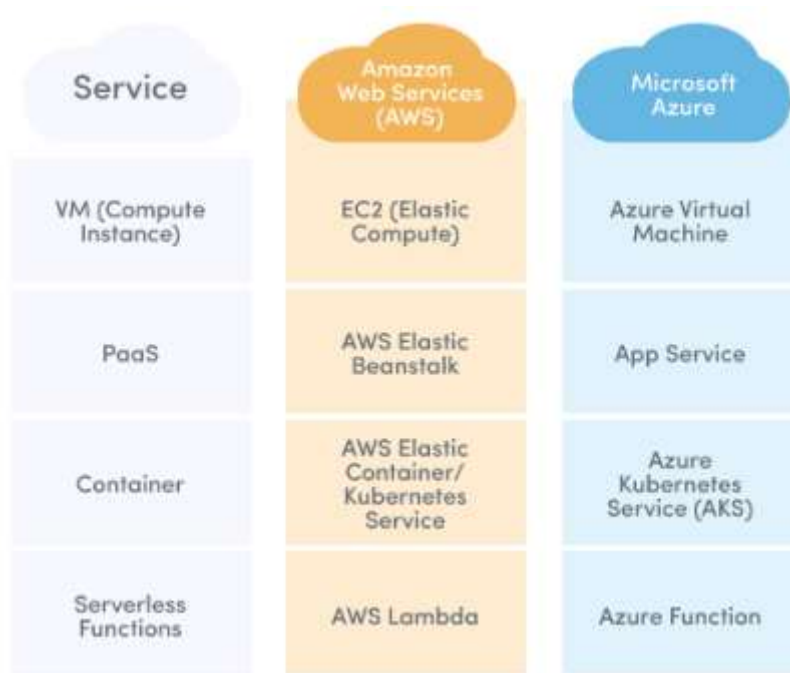 Service
Amazon
Web Services
(AWS)
Microsoft
Azure
VM (Compute
Instance)
EC2 (Elastic
Compute)
Azure Virtual
Machine
PaaS
AWS Elastic
Beanstalk
App Service
Container
AWS Elastic
Container/
Kubernetes
Service
Azure
Kubernetes
Service (AKS)
Serverless
Functions
AWS Lambda
Azure Function